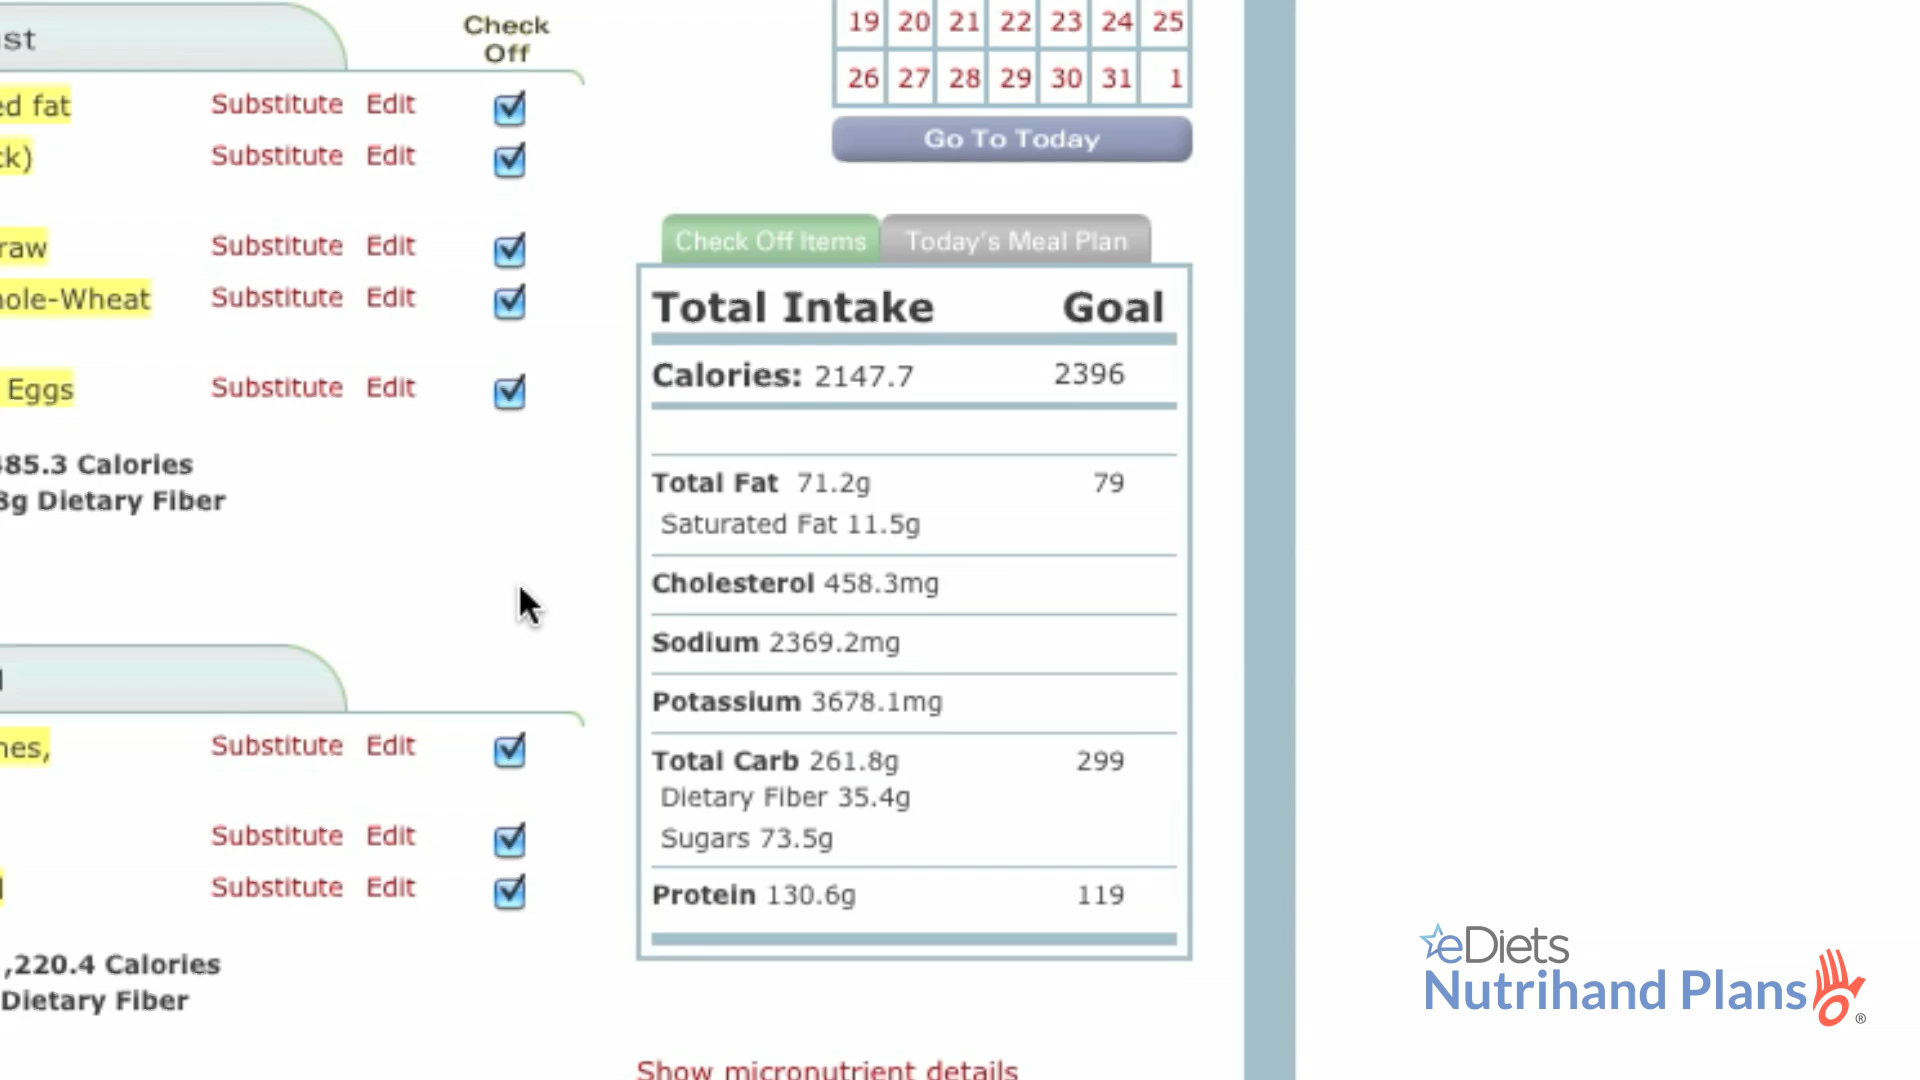 st
Check
Off
ed fat Substitute Edit
ck) Substitute Edit
raw Substitute Edit
ole-Wheat Substitute Edit
Eggs Substitute Edit
485.3 Calories
3g Dietary Fiber
nes, Substitute Edit
Substitute Edit
Substitute Edit
,220.4 Calories
Dietary Fiber
19 20 21 22 23 24 25
26 27 28 29 30 31 1
Go To Today
Check Off Items Today's Meal Plan
Total Intake Goal
Calories: 2147.7 2396
Total Fat 71.2g 79
Saturated Fat 11.5g
Cholesterol 458.3mg
Sodium 2369.2mg
Potassium 3678.1mg
Total Carb 261.8g 299
Dietary Fiber 35.4g
Sugars 73.5g
Protein 130.6g 119
Show micronutrient details
eDiets
Nutrihand Plans ®